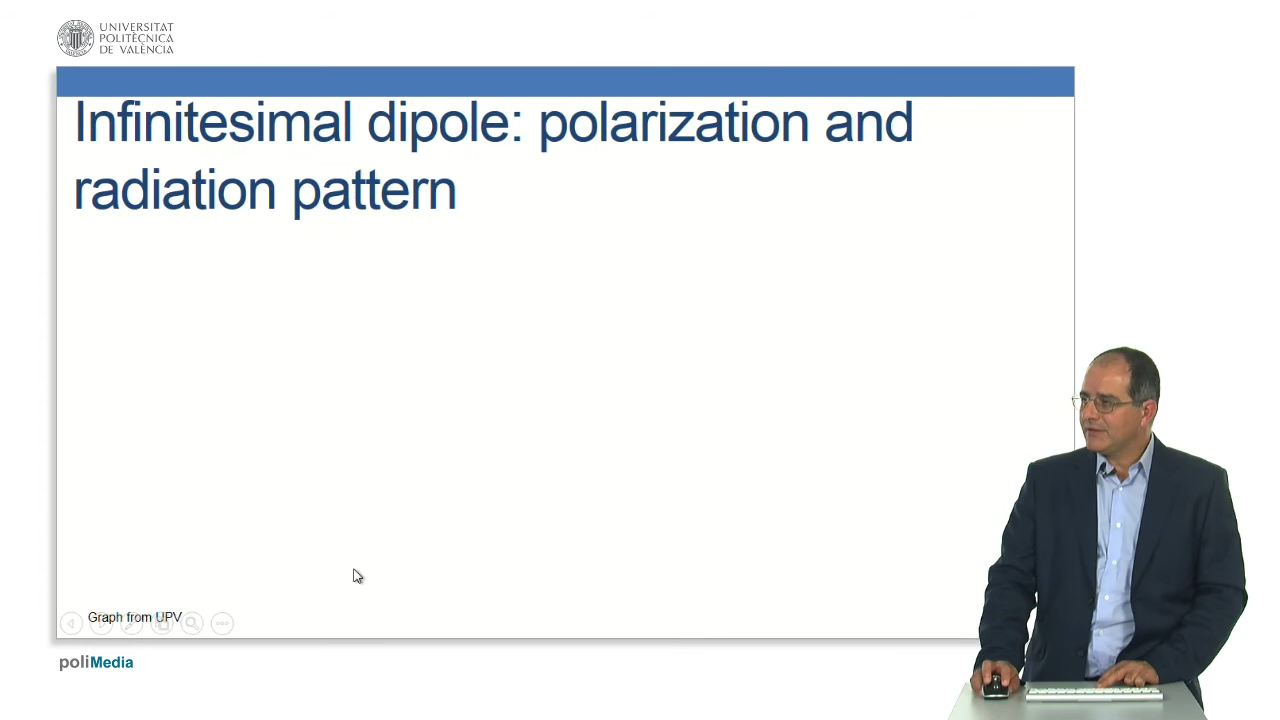 UNIVERSITAT
POLITÈCNICA
DE VALÈNCIA
Infinitesimal dipole: polarization and
radiation pattern
Graph from UPV
poliMedia